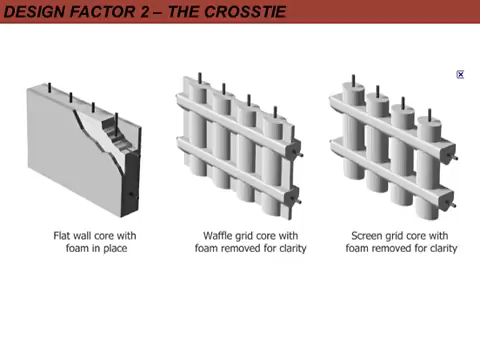 DESIGN FACTOR 2 – THE CROSSTIE
Flat wall core with
foam in place
Waffle grid core with
foam removed for clarity
Screen grid core with
foam removed for clarity